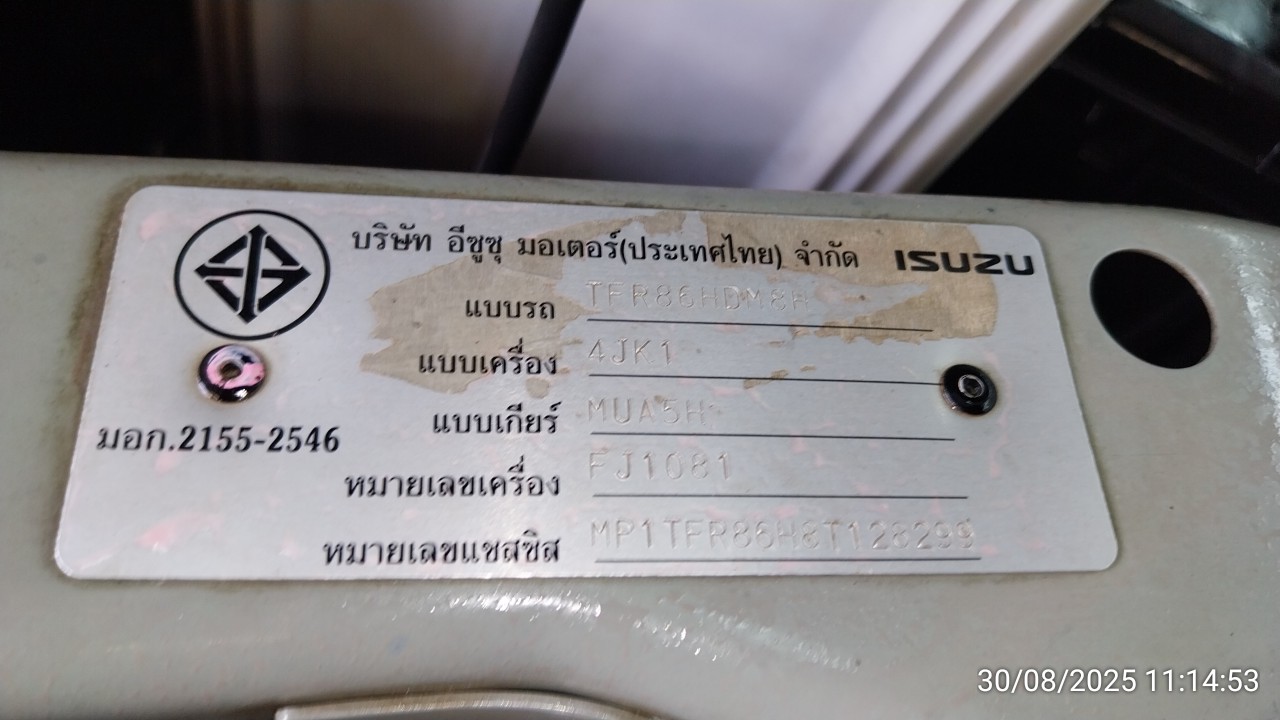 บริษัท อีซูซุ มอเตอร์(ประเทศไทย) จำกัด ISUZU
แบบรถ TFR86HDM8H
แบบเครื่อง 4JK1
แบบเกียร์ MUA5H
มอก.2155-2546
หมายเลขเครื่อง FJ1081
หมายเลขแชสซิส MP1TFR86H8T128299
30/08/2025 11:14:53